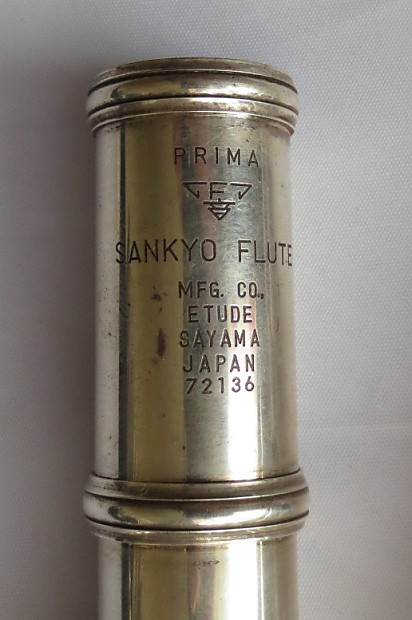 PRIMA
SANKYO FLUTE
MFG. CO.,
ETUDE
SAYAMA
JAPAN
72136